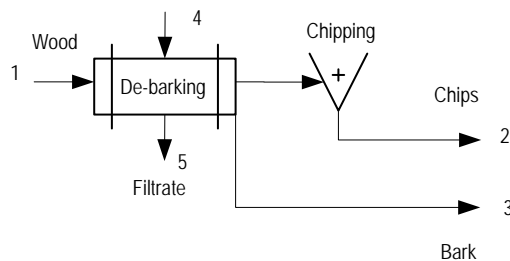 4
Wood
Chipping
1
De-barking
+
Chips
2
5
Filtrate
3
Bark